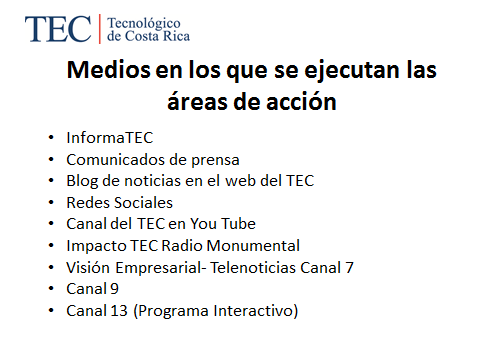 TEC
Tecnológico
de Costa Rica
Medios en los que se ejecutan las
áreas de acción
• InformaTEC
• Comunicados de prensa
• Blog de noticias en el web del TEC
• Redes Sociales
• Canal del TEC en You Tube
• Impacto TEC Radio Monumental
• Visión Empresarial- Telenoticias Canal 7
• Canal 9
• Canal 13 (Programa Interactivo)